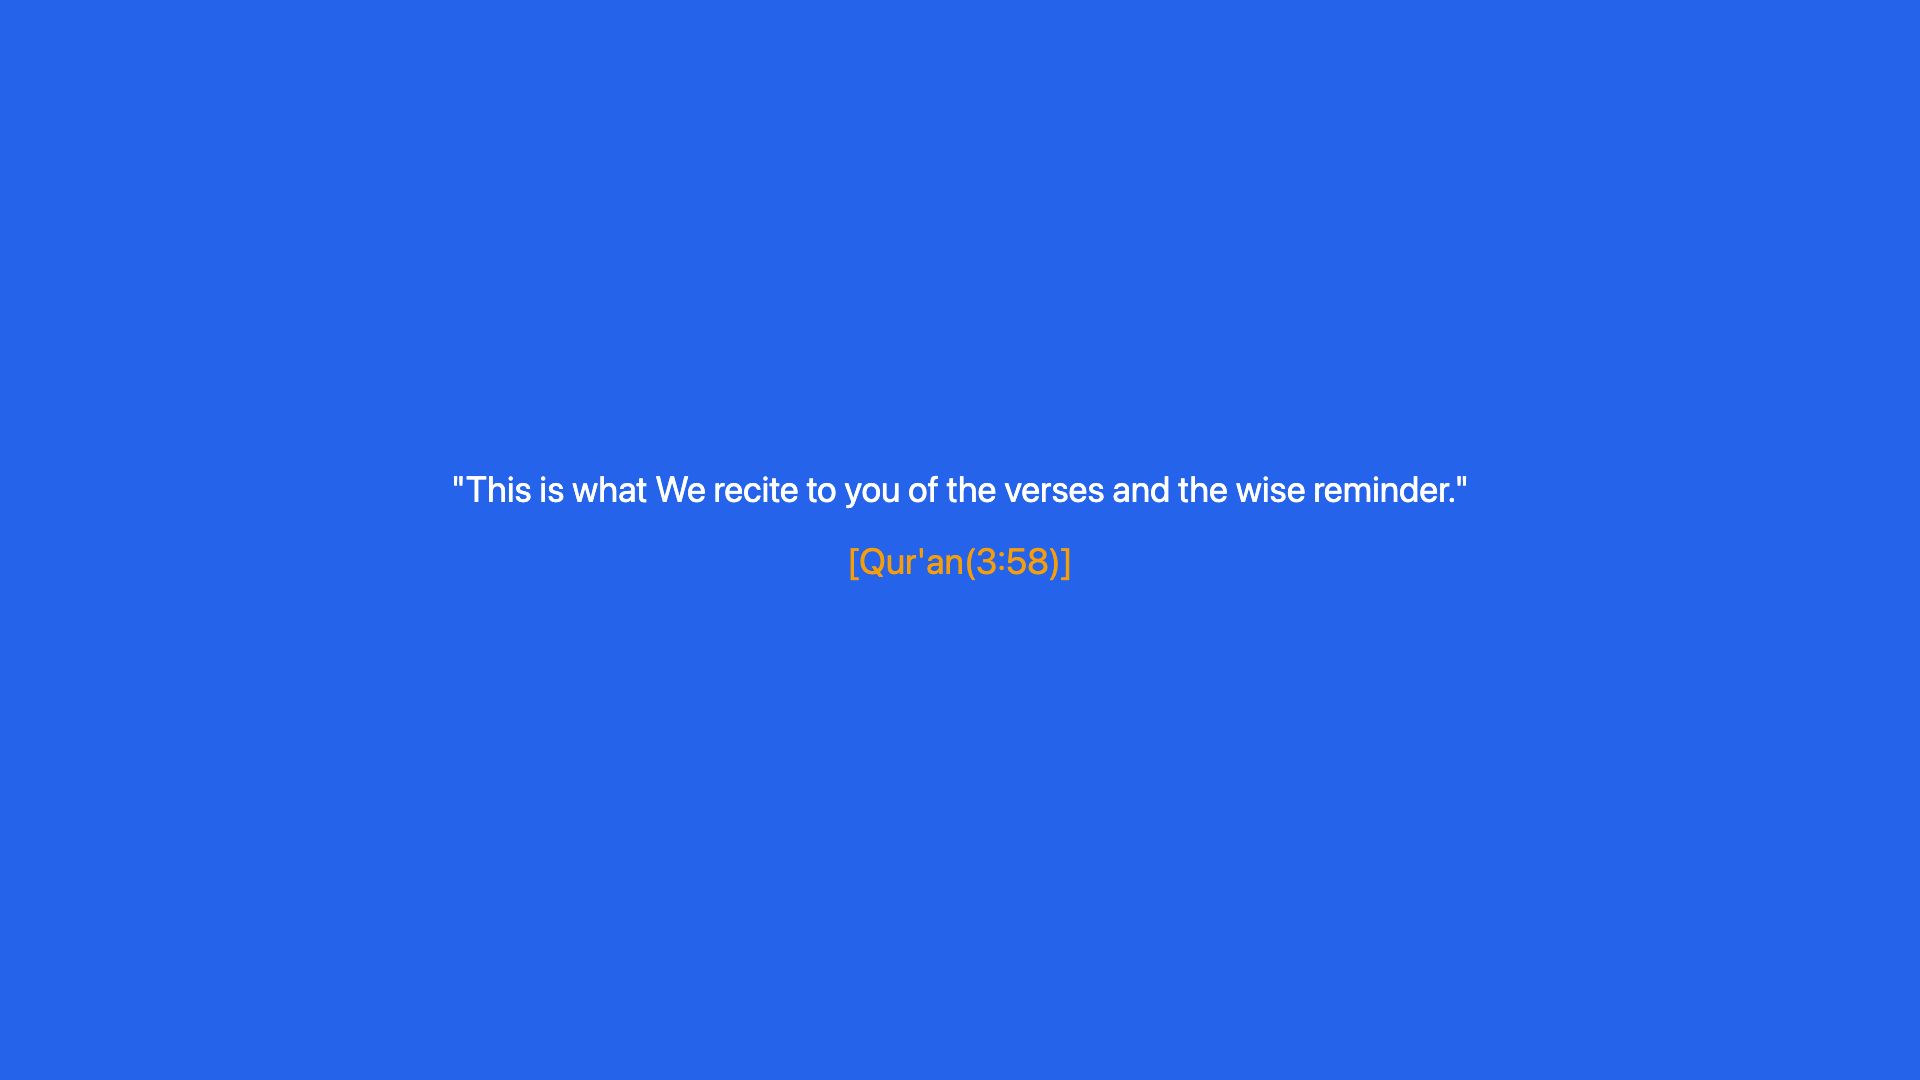 "This is what We recite to you of the verses and the wise reminder."
[Qur'an(3:58)]